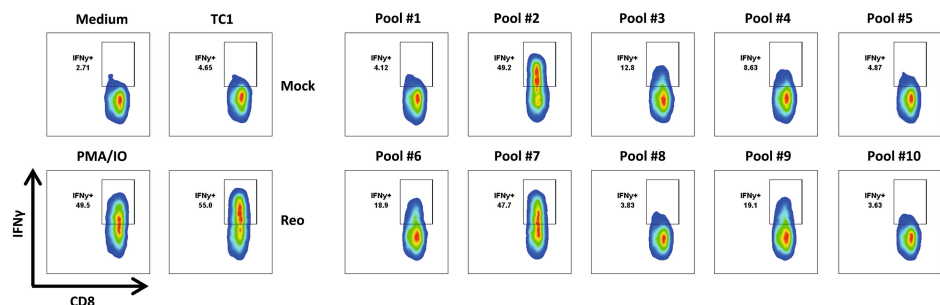 Medium TC1 Pool #1 Pool #2 Pool #3 Pool #4 Pool #5
IFNγ+ IFNγ+ IFNγ+ IFNγ+ IFNγ+ IFNγ+ IFNγ+
2.71 4.65 4.12 49.2 12.8 8.63 4.87
Mock
PMA/IO Pool #6 Pool #7 Pool #8 Pool #9 Pool #10
IFNγ+ IFNγ+ IFNγ+ IFNγ+ IFNγ+ IFNγ+ IFNγ+
49.5 55.0 18.9 47.7 3.83 19.1 3.63
Reo
IFNγ
CD8